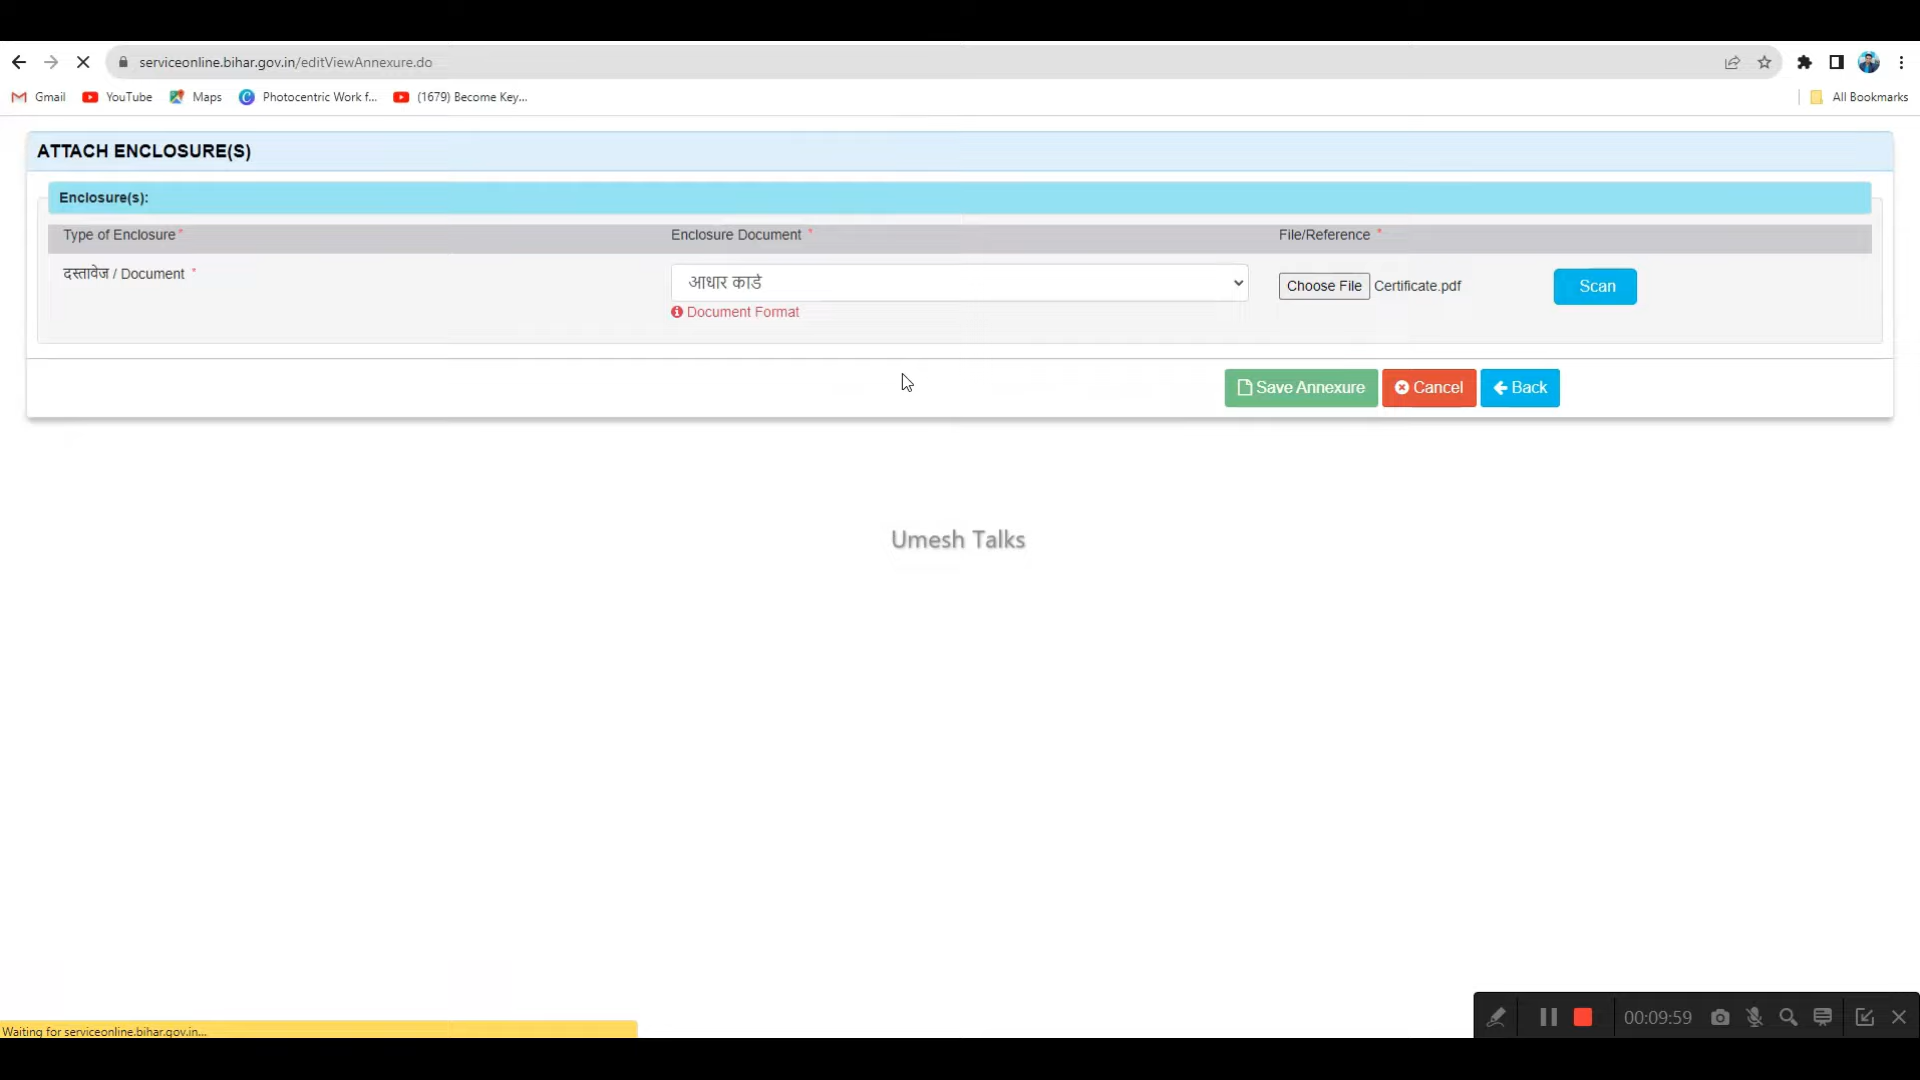 serviceonline.bihar.gov.in/editViewAnnexure.do
Gmail YouTube Maps Photocentric Work f... (1679) Become Key... All Bookmarks
ATTACH ENCLOSURE(S)
Enclosure(s):
Type of Enclosure * Enclosure Document * File/Reference *
दस्तावेज / Document * आधार कार्ड Choose File Certificate.pdf Scan
Document Format
Save Annexure Cancel Back
Umesh Talks
00:09:59
Waiting for serviceonline.bihar.gov.in...